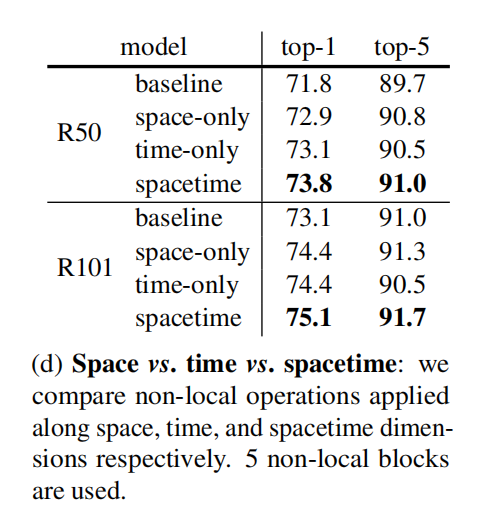 model top-1 top-5
baseline 71.8 89.7
space-only 72.9 90.8
R50
time-only 73.1 90.5
spacetime 73.8 91.0
baseline 73.1 91.0
space-only 74.4 91.3
R101
time-only 74.4 90.5
spacetime 75.1 91.7
(d) Space vs. time vs. spacetime: we
compare non-local operations applied
along space, time, and spacetime dimen-
sions respectively. 5 non-local blocks
are used.